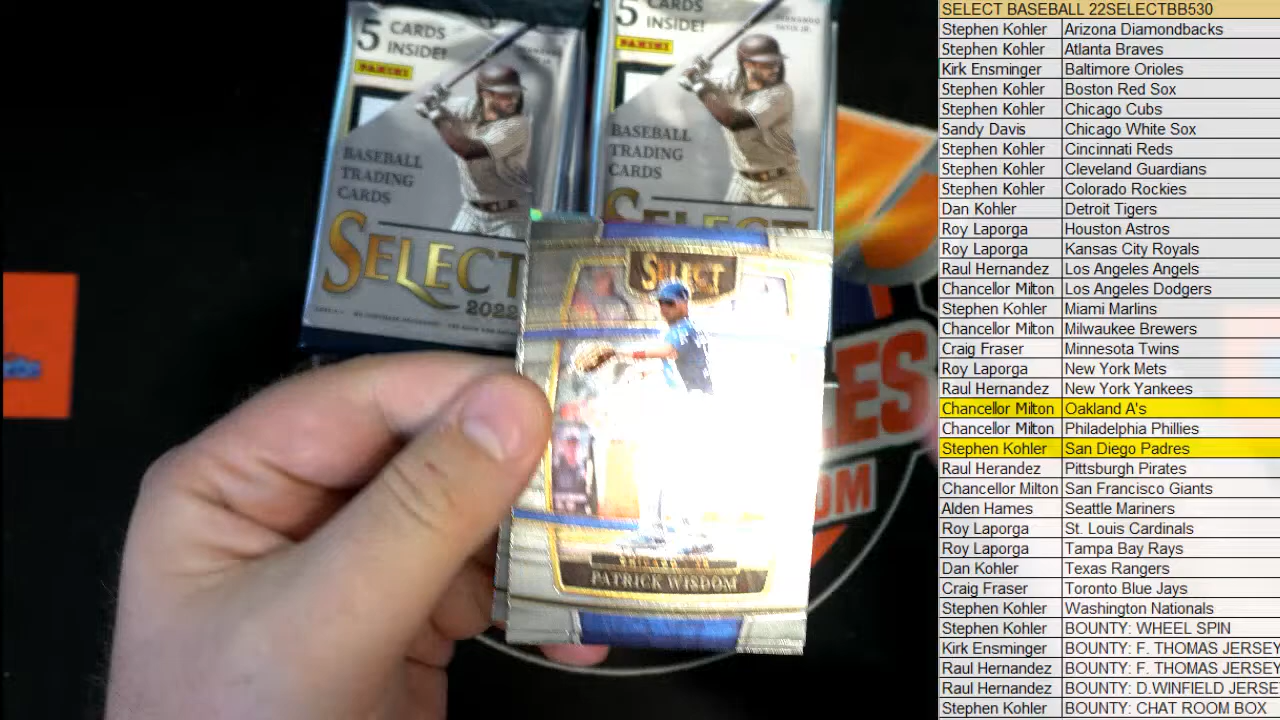 5 CARDS
INSIDE!
PANINI
BASEBALL
TRADING
CARDS
SELECT
2022
5 CARDS
INSIDE!
PANINI
BASEBALL
TRADING
CARDS
SELECT
SELECT
PATRICK WISDOM
LES
OM
SELECT BASEBALL 22SELECTBB530
Stephen Kohler Arizona Diamondbacks
Stephen Kohler Atlanta Braves
Kirk Ensminger Baltimore Orioles
Stephen Kohler Boston Red Sox
Stephen Kohler Chicago Cubs
Sandy Davis Chicago White Sox
Stephen Kohler Cincinnati Reds
Stephen Kohler Cleveland Guardians
Stephen Kohler Colorado Rockies
Dan Kohler Detroit Tigers
Roy Laporga Houston Astros
Roy Laporga Kansas City Royals
Raul Hernandez Los Angeles Angels
Chancellor Milton Los Angeles Dodgers
Stephen Kohler Miami Marlins
Chancellor Milton Milwaukee Brewers
Craig Fraser Minnesota Twins
Roy Laporga New York Mets
Raul Hernandez New York Yankees
Chancellor Milton Oakland A's
Chancellor Milton Philadelphia Phillies
Stephen Kohler San Diego Padres
Raul Herandez Pittsburgh Pirates
Chancellor Milton San Francisco Giants
Alden Hames Seattle Mariners
Roy Laporga St. Louis Cardinals
Roy Laporga Tampa Bay Rays
Dan Kohler Texas Rangers
Craig Fraser Toronto Blue Jays
Stephen Kohler Washington Nationals
Stephen Kohler BOUNTY: WHEEL SPIN
Kirk Ensminger BOUNTY: F. THOMAS JERSEY
Raul Hernandez BOUNTY: F. THOMAS JERSEY
Raul Hernandez BOUNTY: D.WINFIELD JERSE
Stephen Kohler BOUNTY: CHAT ROOM BOX